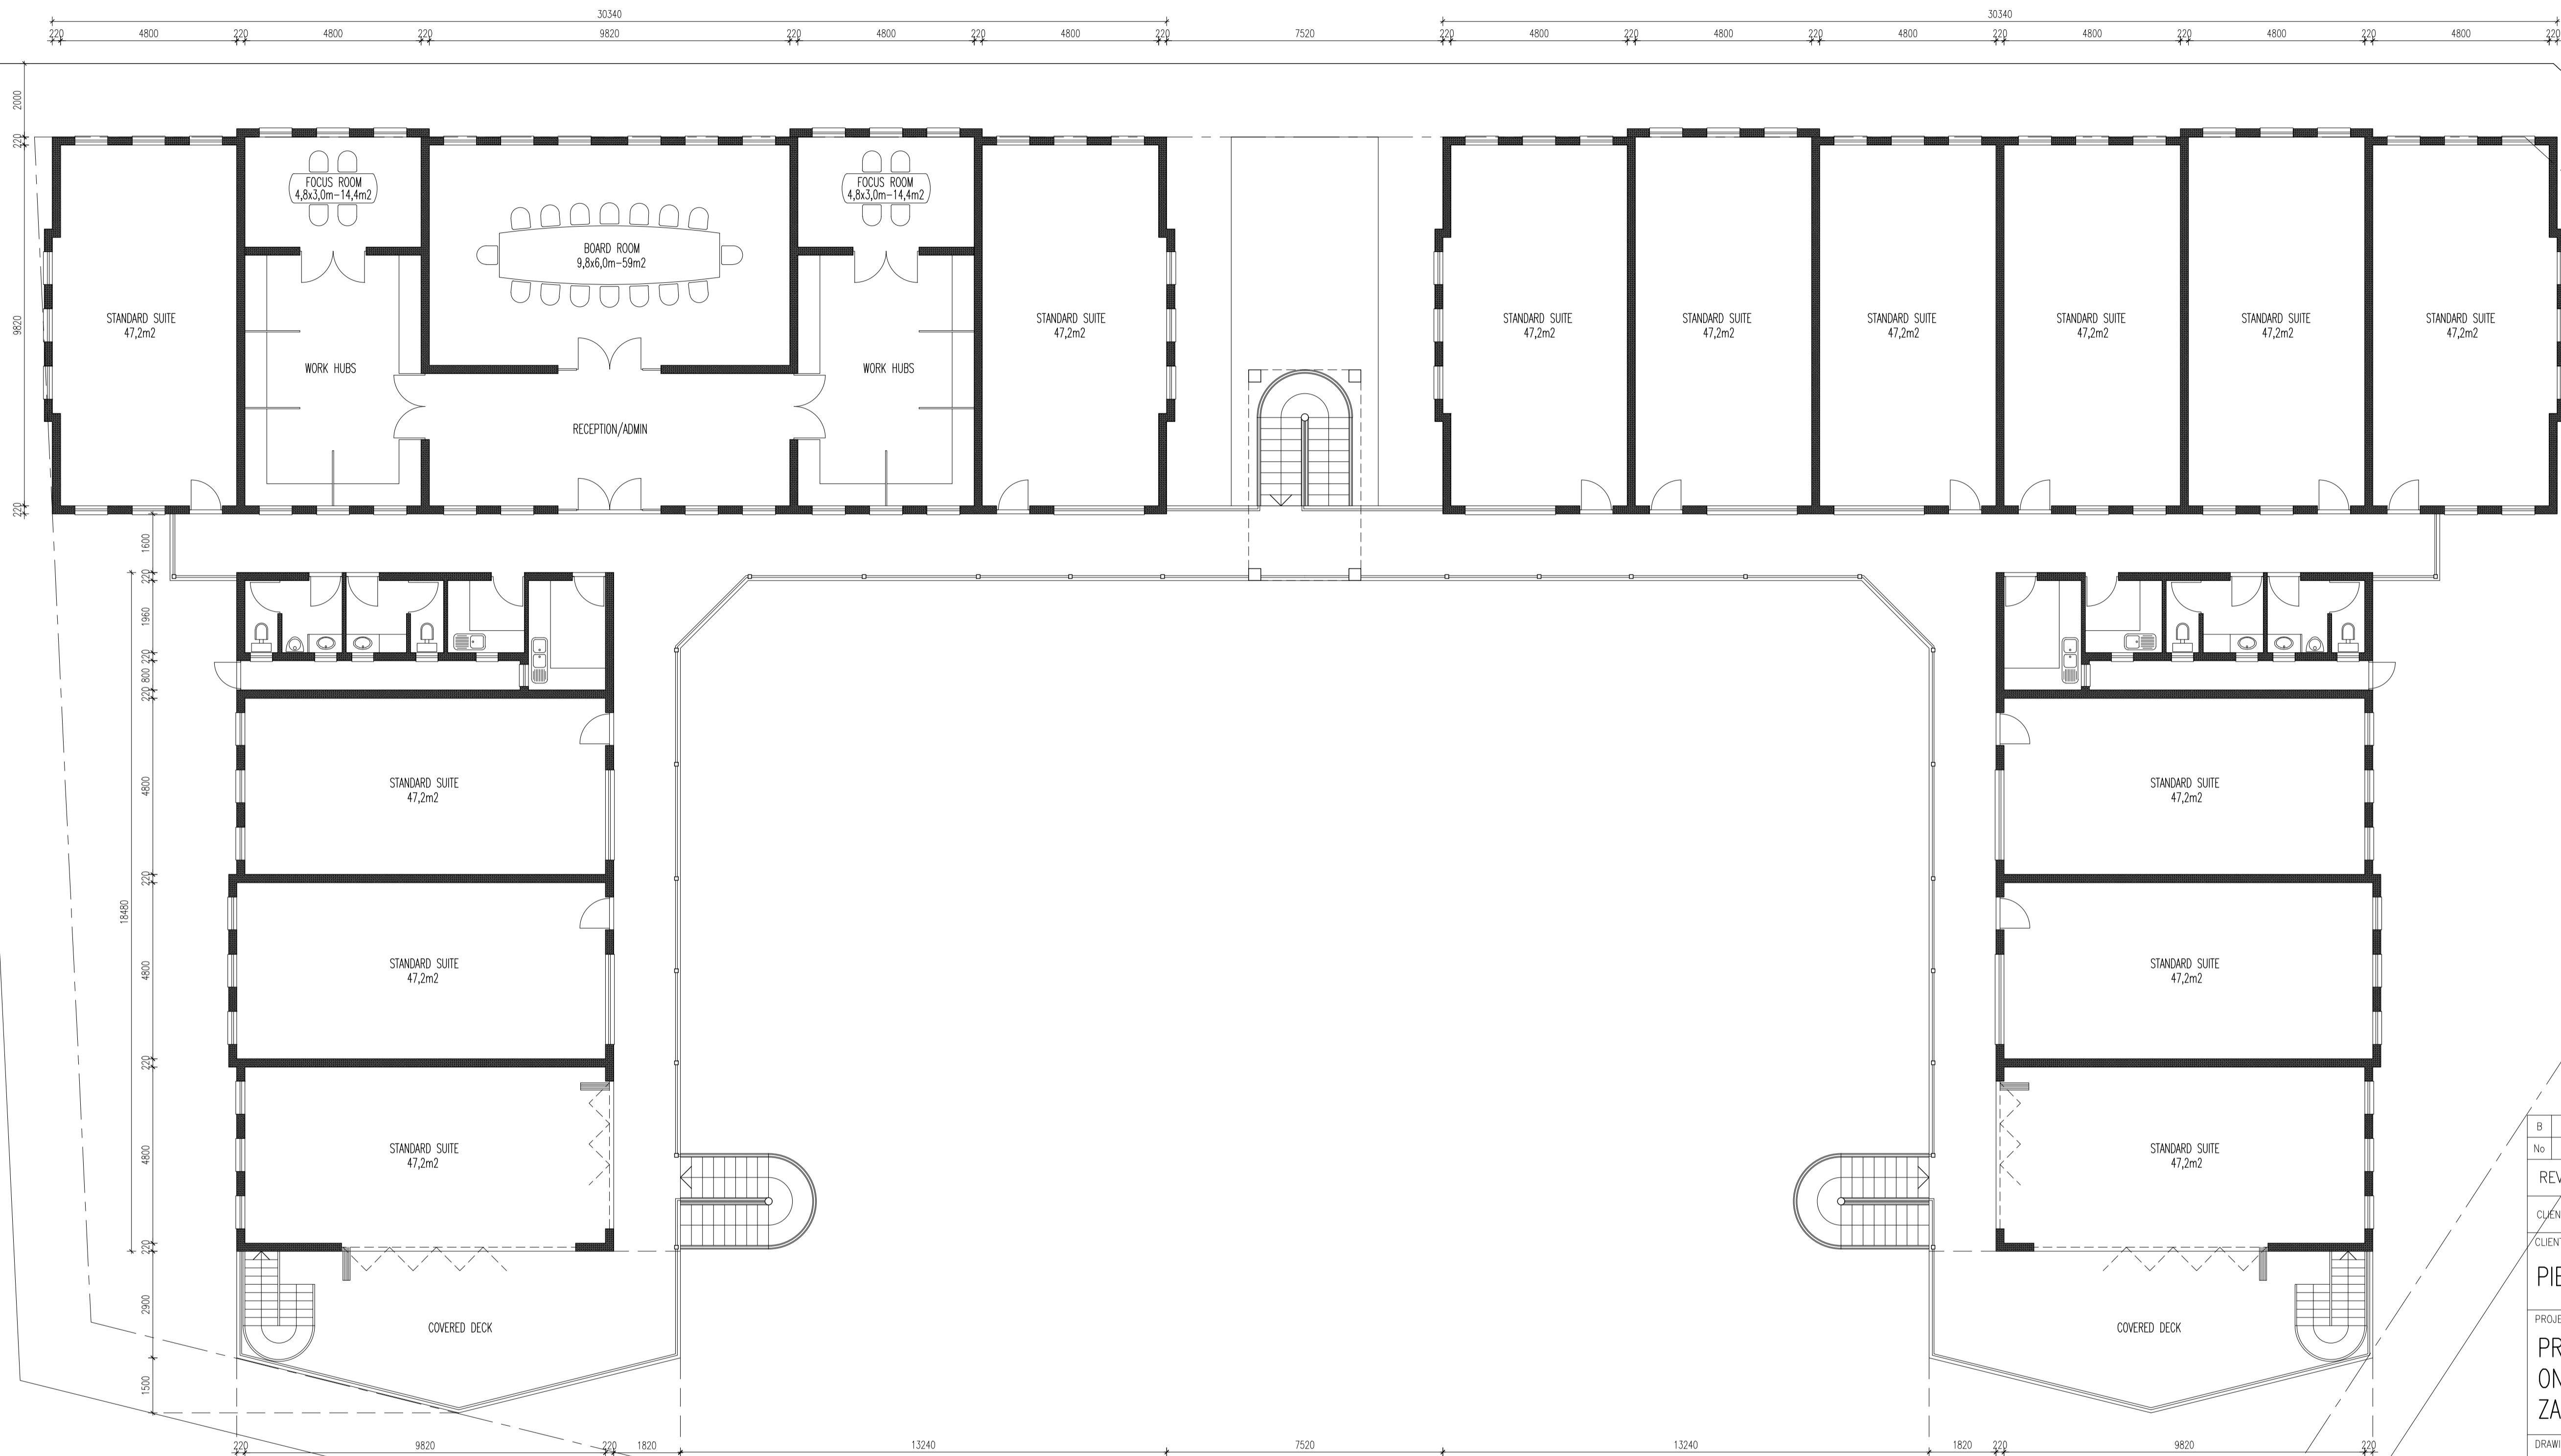 30340
30340
220 4800 220 4800 220 9820 220 4800 220 4800 220 7520 220 4800 220 4800 220 4800 220 4800 220 4800 220 4800 220
2000
220
9820
220
FOCUS ROOM
4,8x3,0m-14,4m2
FOCUS ROOM
4,8x3,0m-14,4m2
BOARD ROOM
9,8x6,0m-59m2
STANDARD SUITE
47,2m2
STANDARD SUITE
47,2m2
STANDARD SUITE
47,2m2
STANDARD SUITE
47,2m2
STANDARD SUITE
47,2m2
STANDARD SUITE
47,2m2
STANDARD SUITE
47,2m2
STANDARD SUITE
47,2m2
WORK HUBS
WORK HUBS
RECEPTION/ADMIN
1600
220
1960
220
800
220
4800
220
4800
220
4800
220
2900
1500
18480
STANDARD SUITE
47,2m2
STANDARD SUITE
47,2m2
STANDARD SUITE
47,2m2
STANDARD SUITE
47,2m2
STANDARD SUITE
47,2m2
STANDARD SUITE
47,2m2
COVERED DECK
COVERED DECK
B
No
REV
CLIEN
CLIENT
PIE
PROJE
PR
ON
ZA
DRAWI
220 9820 220 1820 13240 7520 13240 1820 220 9820 220